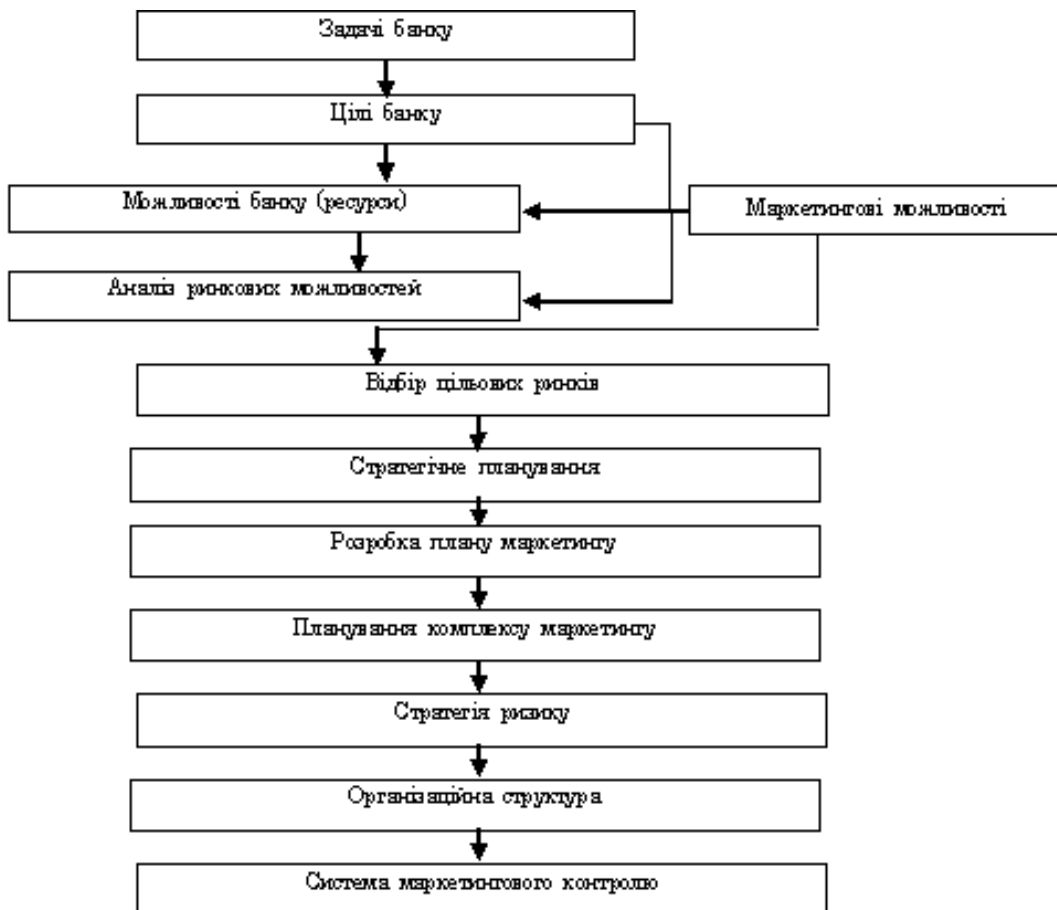 Задачі банку
Цілі банку
Можливості банку (ресурси)
Маркетингові можливості
Аналіз ринкових можливостей
Відбір цільових ринків
Стратегічне планування
Розробка плану маркетингу
Планування комплексу маркетингу
Стратегія ризику
Організаційна структура
Система маркетингового контролю